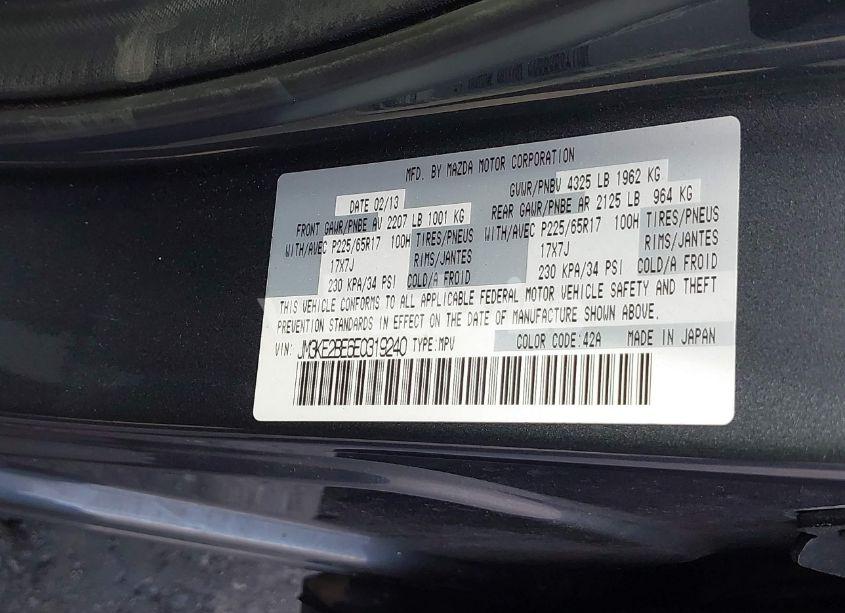 MFD. BY MAZDA MOTOR CORPORATION
DATE 02/13 GVWR/PNBV 4325 LB 1962 KG
FRONT GAWR/PNBE AV 2207 LB 1001 KG REAR GAWR/PNBE AR 2125 LB 964 KG
WITH/AVEC P225/65R17 100H TIRES/PNEUS WITH/AVEC P225/65R17 100H TIRES/PNEUS
17X7J RIMS/JANTES 17X7J RIMS/JANTES
230 KPA/34 PSI COLD/A FROID 230 KPA/34 PSI COLD/A FROID
THIS VEHICLE CONFORMS TO ALL APPLICABLE FEDERAL MOTOR VEHICLE SAFETY AND THEFT
PREVENTION STANDARDS IN EFFECT ON THE DATE OF MANUFACTURE SHOWN ABOVE.
VIN: TYPE:MPV COLOR CODE:42A MADE IN JAPAN